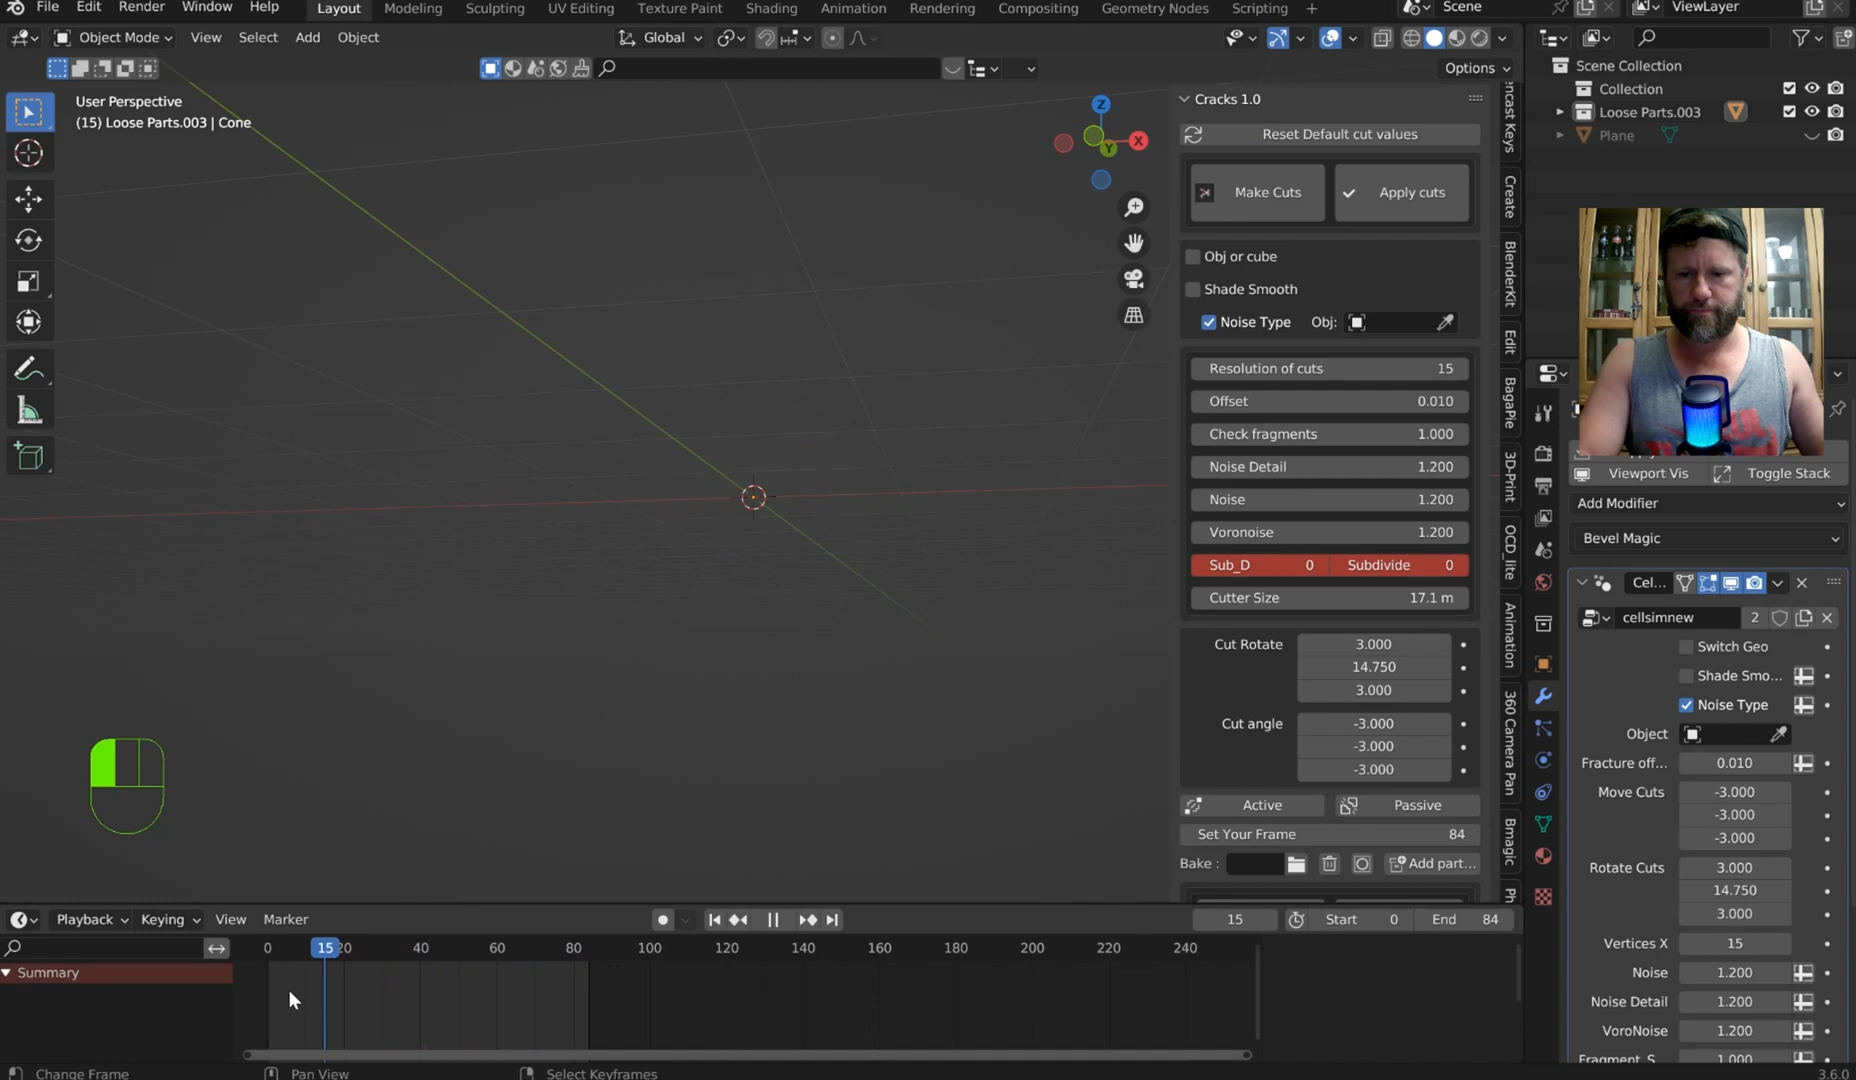 File Edit Render Window Help Layout Modeling Sculpting UV Editing Texture Paint Shading Animation Rendering Compositing Geometry Nodes Scripting + Scene ViewLayer
Object Mode View Select Add Object Global
Options
User Perspective
(15) Loose Parts.003 | Cone
Z
X
Y
Cracks 1.0
Reset Default cut values
Make Cuts Apply cuts
Obj or cube
Shade Smooth
Noise Type Obj:
Resolution of cuts 15
Offset 0.010
Check fragments 1.000
Noise Detail 1.200
Noise 1.200
Voronoise 1.200
Sub_D 0 Subdivide 0
Cutter Size 17.1 m
Cut Rotate 3.000
14.750
3.000
Cut angle -3.000
-3.000
-3.000
Active Passive
Set Your Frame 84
Bake : Add part...
Create
BlenderKit
Edit
BagaPie
3D-Print
OCD_lite
Animation
360 Camera Pan
Bmagic
Scene Collection
Collection
Loose Parts.003
Plane
Viewport Vis Toggle Stack
Add Modifier
Bevel Magic
Cel...
cellsimnew 2
Switch Geo
Shade Smo...
Noise Type
Object
Fracture off... 0.010
Move Cuts -3.000
-3.000
-3.000
Rotate Cuts 3.000
14.750
3.000
Vertices X 15
Noise 1.200
Noise Detail 1.200
VoroNoise 1.200
Playback Keying View Marker 15 Start 0 End 84
0 15 20 40 60 80 100 120 140 160 180 200 220 240
Summary
Change Frame Pan View Select Keyframes 3.6.0